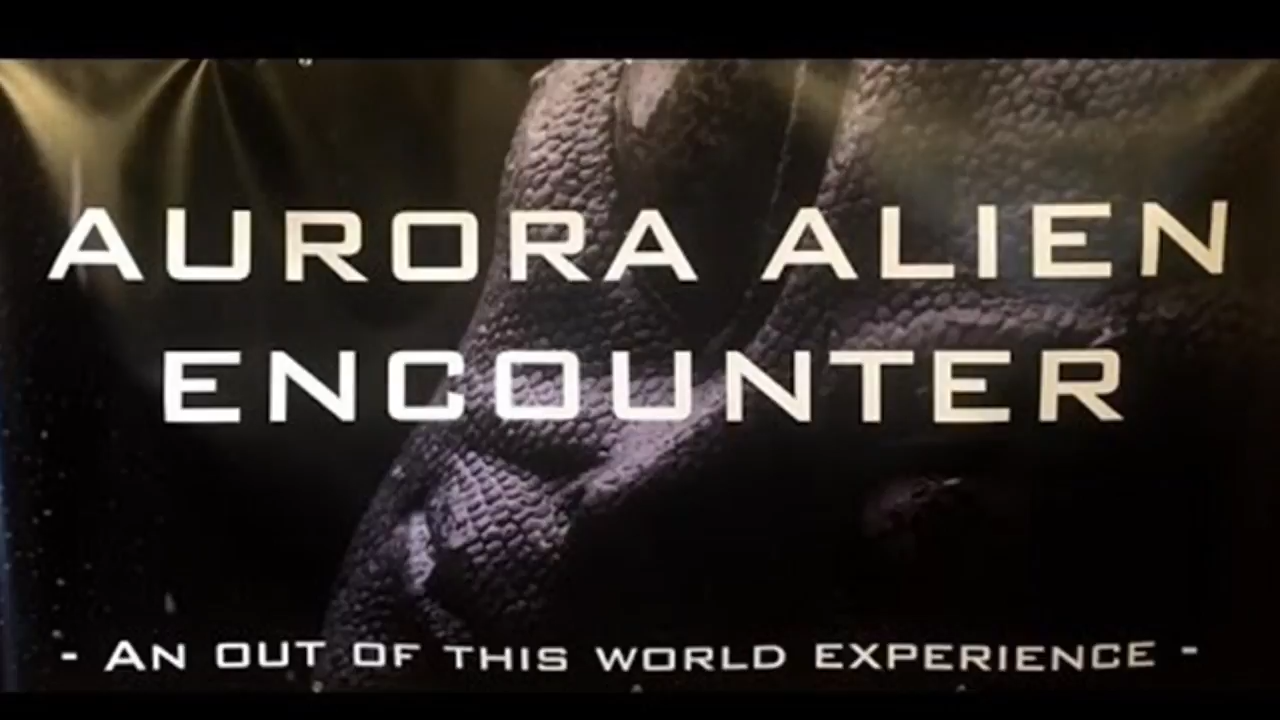 AURORA ALIEN
ENCOUNTER
- AN OUT OF THIS WORLD EXPERIENCE -